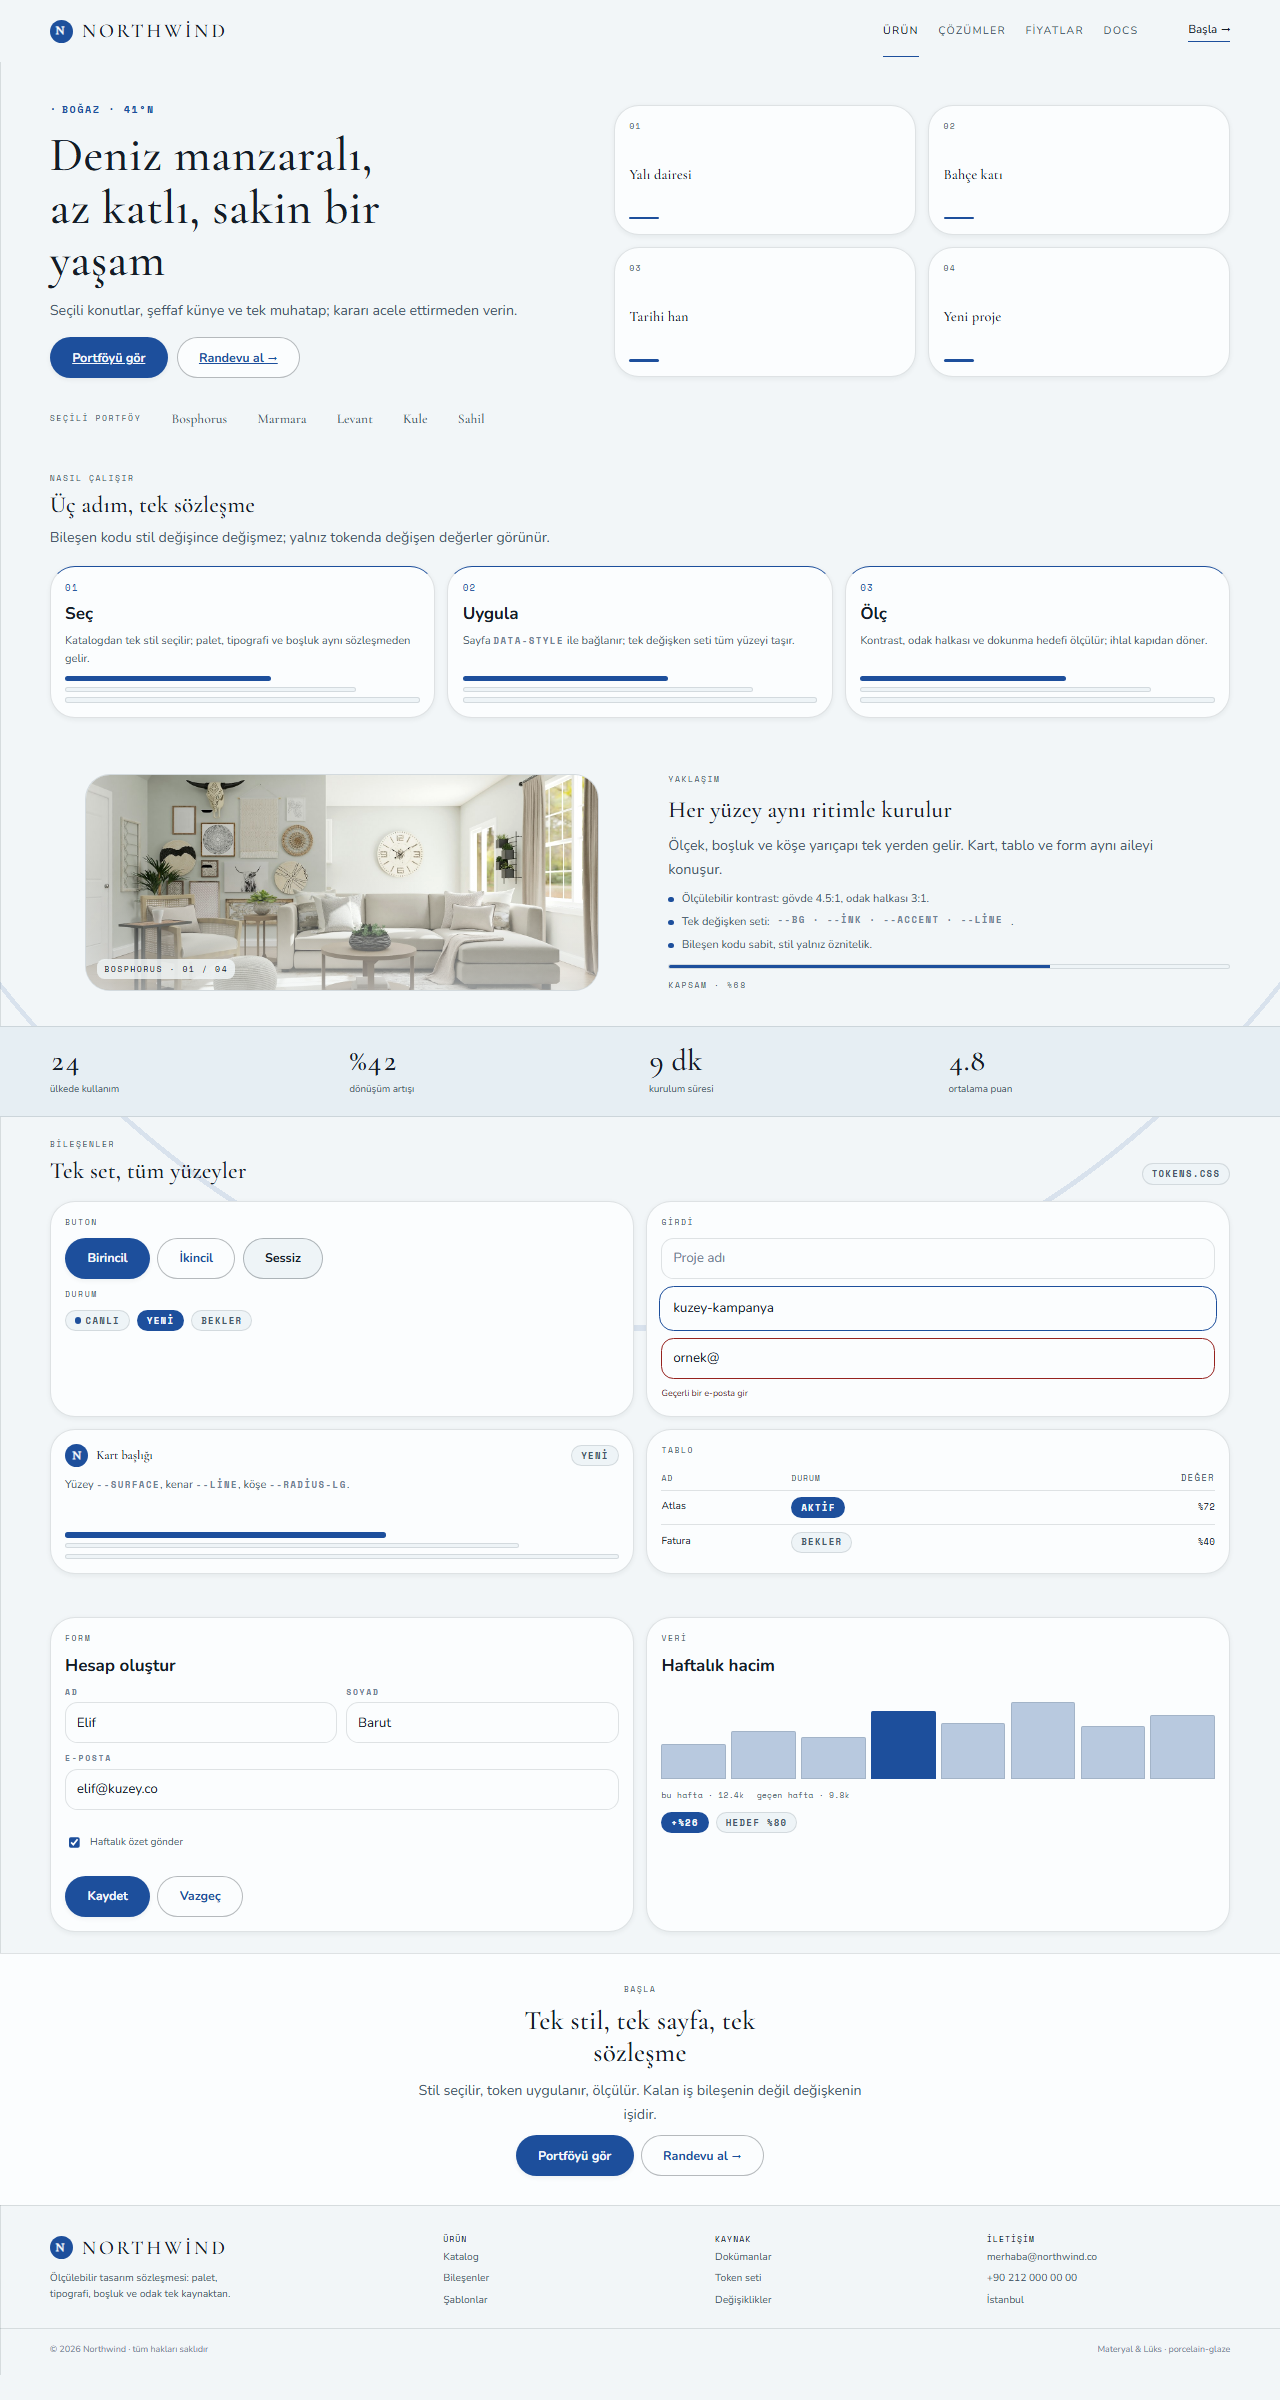 N NORTHWİND
ÜRÜN ÇÖZÜMLER FİYATLAR DOCS Başla →
· BOĞAZ · 41°N
Deniz manzaralı,
az katlı, sakin bir
yaşam
Seçili konutlar, şeffaf künye ve tek muhatap; kararı acele ettirmeden verin.
Portföyü gör Randevu al →
01
Yalı dairesi
02
Bahçe katı
03
Tarihi han
04
Yeni proje
SEÇİLİ PORTFÖY Bosphorus Marmara Levant Kule Sahil
NASIL ÇALIŞIR
Üç adım, tek sözleşme
Bileşen kodu stil değişince değişmez; yalnız tokenda değişen değerler görünür.
01
Seç
Katalogdan tek stil seçilir; palet, tipografi ve boşluk aynı sözleşmeden
gelir.
02
Uygula
Sayfa DATA-STYLE ile bağlanır; tek değişken seti tüm yüzeyi taşır.
03
Ölç
Kontrast, odak halkası ve dokunma hedefi ölçülür; ihlal kapıdan döner.
BOSPHORUS · 01 / 04
YAKLAŞIM
Her yüzey aynı ritimle kurulur
Ölçek, boşluk ve köşe yarıçapı tek yerden gelir. Kart, tablo ve form aynı aileyi
konuşur.
Ölçülebilir kontrast: gövde 4.5:1, odak halkası 3:1.
Tek değişken seti: --BG · --İNK · --ACCENT · --LİNE .
Bileşen kodu sabit, stil yalnız öznitelik.
KAPSAM · %68
24
ülkede kullanım
%42
dönüşüm artışı
9 dk
kurulum süresi
4.8
ortalama puan
BİLEŞENLER
Tek set, tüm yüzeyler
TOKENS.CSS
BUTON
Birincil İkincil Sessiz
DURUM
CANLI YENİ BEKLER
GİRDİ
Proje adı
kuzey-kampanya
ornek@
Geçerli bir e-posta gir
N Kart başlığı YENİ
Yüzey --SURFACE, kenar --LİNE, köşe --RADİUS-LG.
TABLO
AD DURUM DEĞER
Atlas AKTİF %72
Fatura BEKLER %40
FORM
Hesap oluştur
AD SOYAD
Elif Barut
E-POSTA
elif@kuzey.co
Haftalık özet gönder
Kaydet Vazgeç
VERİ
Haftalık hacim
bu hafta · 12.4k geçen hafta · 9.8k
+%26 HEDEF %80
BAŞLA
Tek stil, tek sayfa, tek
sözleşme
Stil seçilir, token uygulanır, ölçülür. Kalan iş bileşenin değil değişkenin
işidir.
Portföyü gör Randevu al →
N NORTHWİND
Ölçülebilir tasarım sözleşmesi: palet,
tipografi, boşluk ve odak tek kaynaktan.
ÜRÜN
Katalog
Bileşenler
Şablonlar
KAYNAK
Dokümanlar
Token seti
Değişiklikler
İLETİŞİM
merhaba@northwind.co
+90 212 000 00 00
İstanbul
© 2026 Northwind · tüm hakları saklıdır
Materyal & Lüks · porcelain-glaze